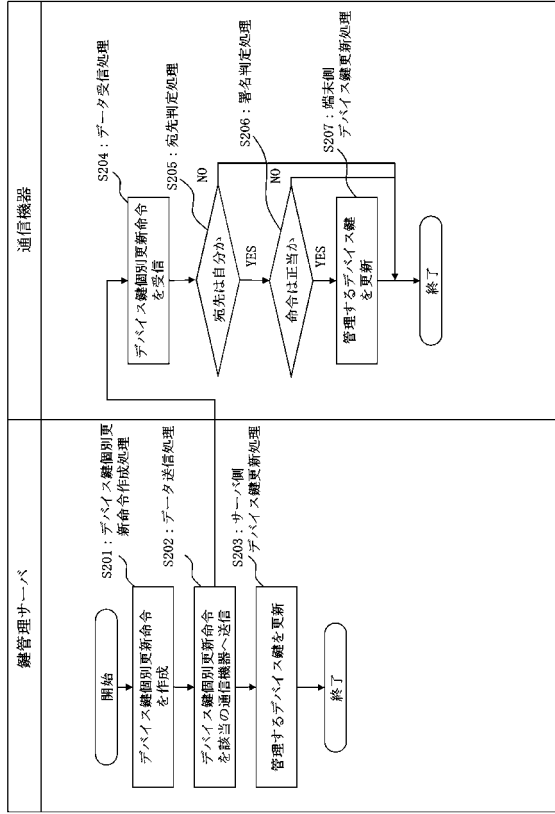 鍵管理サーバ
通信機器
開始
S201：デバイス鍵個別更
新命令作成処理
デバイス鍵個別更新命令
を作成
S202：データ送信処理
デバイス鍵個別更新命令
を該当の通信機器へ送信
S203：サーバ側
デバイス鍵更新処理
管理するデバイス鍵を更新
終了
S204：データ受信処理
デバイス鍵個別更新命令
を受信
S205：宛先判定処理
宛先は自分か
NO
YES
S206：署名判定処理
命令は正当か
NO
YES
S207：端末側
デバイス鍵更新処理
管理するデバイス鍵
を更新
終了